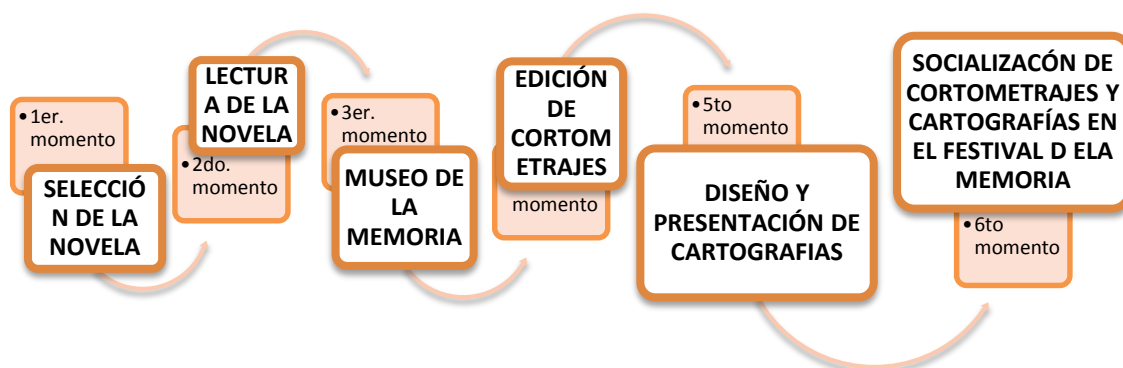 • 1er.
momento
SELECCIÓ
N DE LA
NOVELA
LECTUR
A DE LA
NOVELA
• 2do.
momento
• 3er.
momento
MUSEO DE
LA
MEMORIA
EDICIÓN
DE
CORTOM
ETRAJES
momento
• 5to
momento
DISEÑO Y
PRESENTACIÓN DE
CARTOGRAFIAS
SOCIALIZACÓN DE
CORTOMETRAJES Y
CARTOGRAFÍAS EN
EL FESTIVAL D ELA
MEMORIA
• 6to
momento